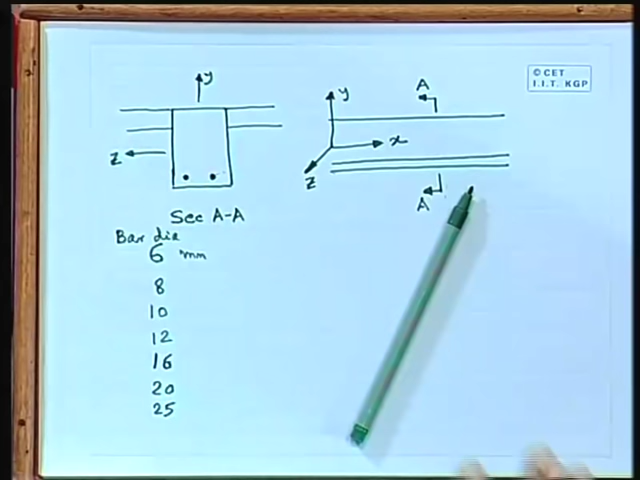 © CET
I.I.T. KGP
y
z
Sec A-A
A
y
x
z
A
Bar dia
6 mm
8
10
12
16
20
25